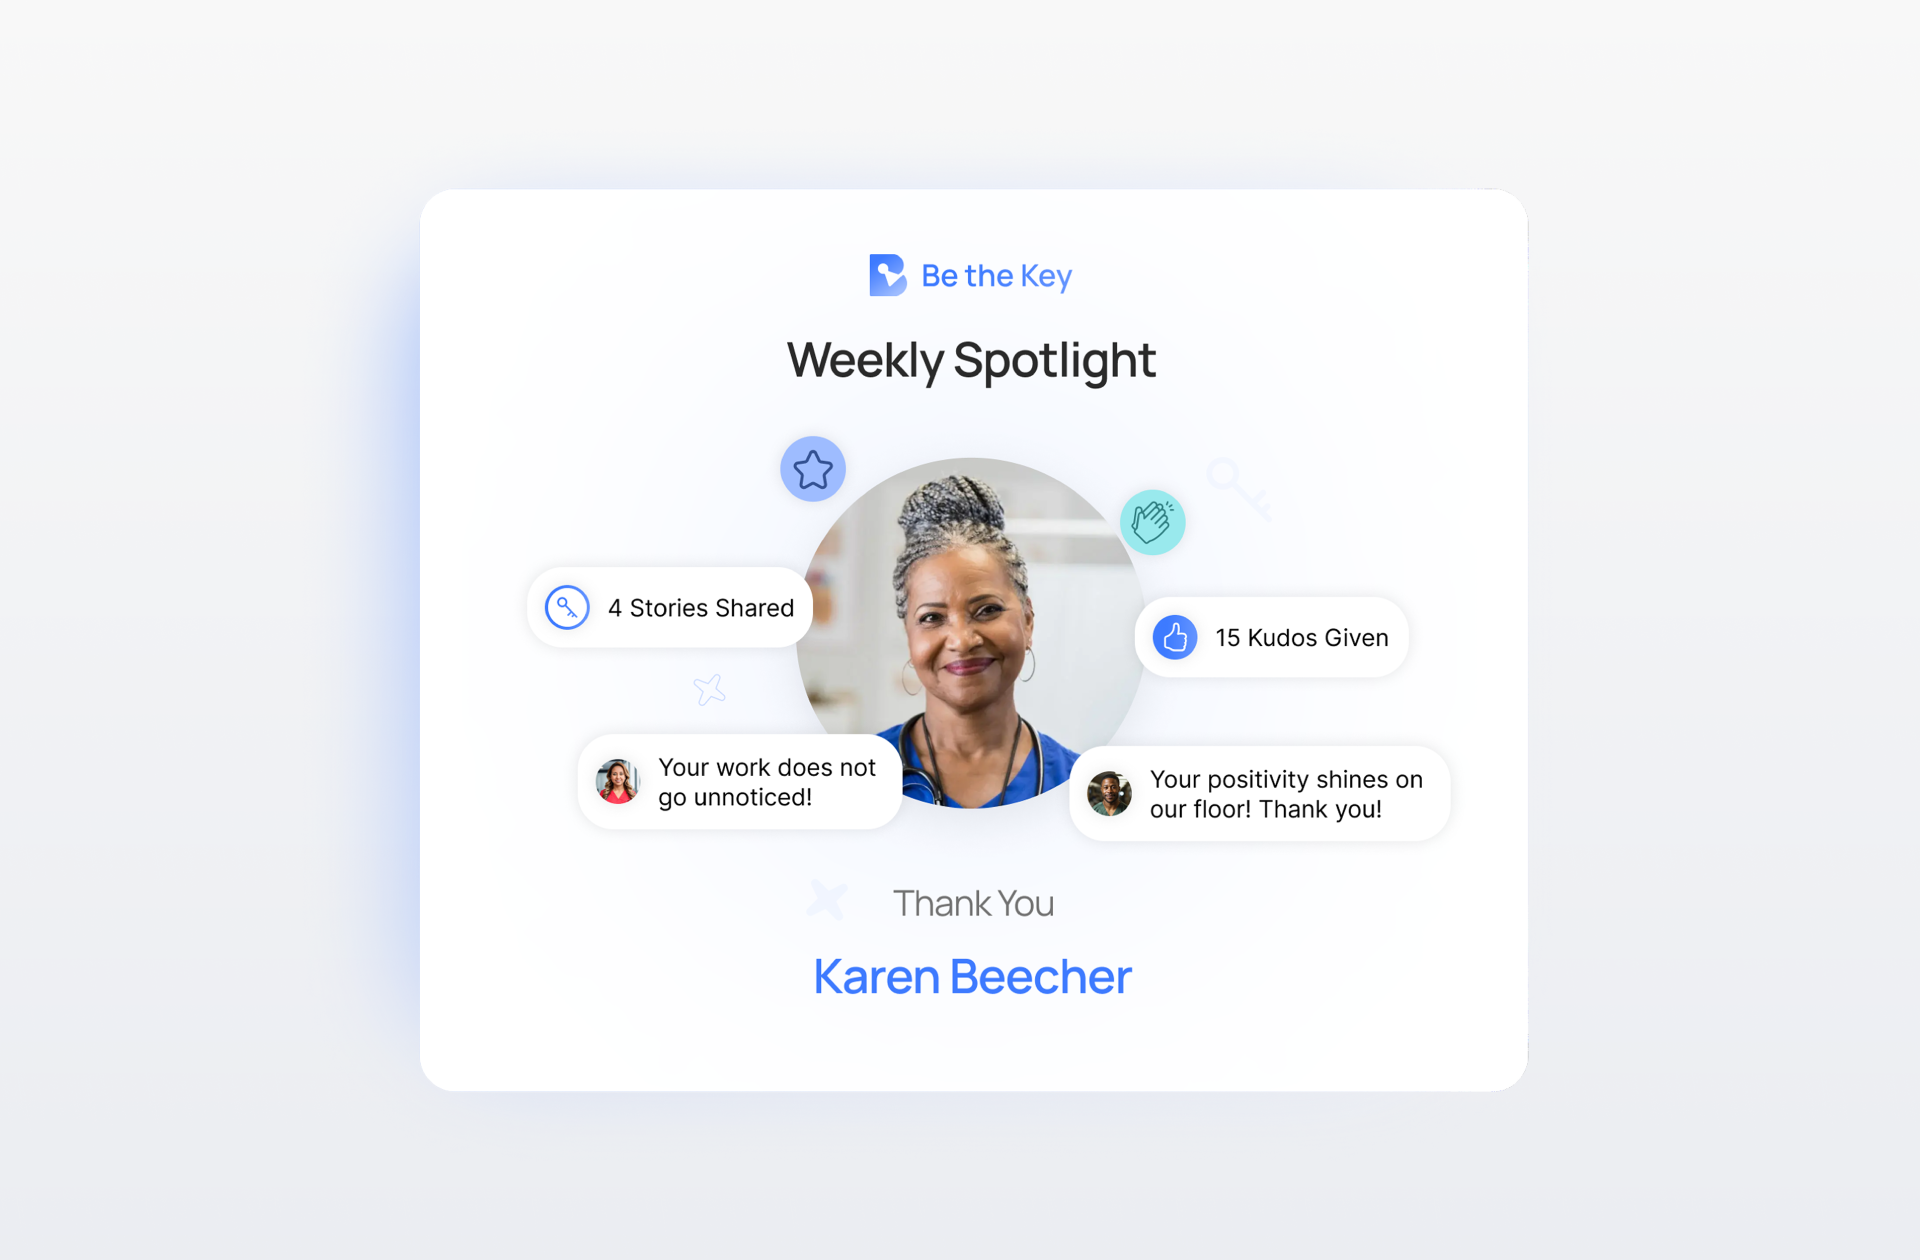 Be the Key
Weekly Spotlight
4 Stories Shared
15 Kudos Given
Your work does not
go unnoticed!
Your positivity shines on
our floor! Thank you!
Thank You
Karen Beecher